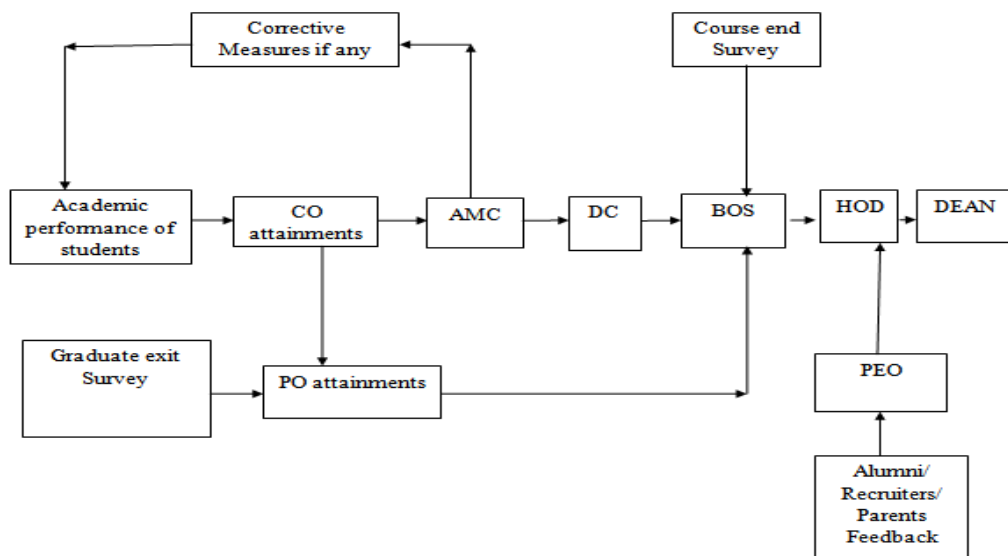 Corrective
Measures if any
Course end
Survey
Academic
performance of
students
CO
attainments
AMC
DC
BOS
HOD
DEAN
Graduate exit
Survey
PO attainments
PEO
Alumni/
Recruiters/
Parents
Feedback